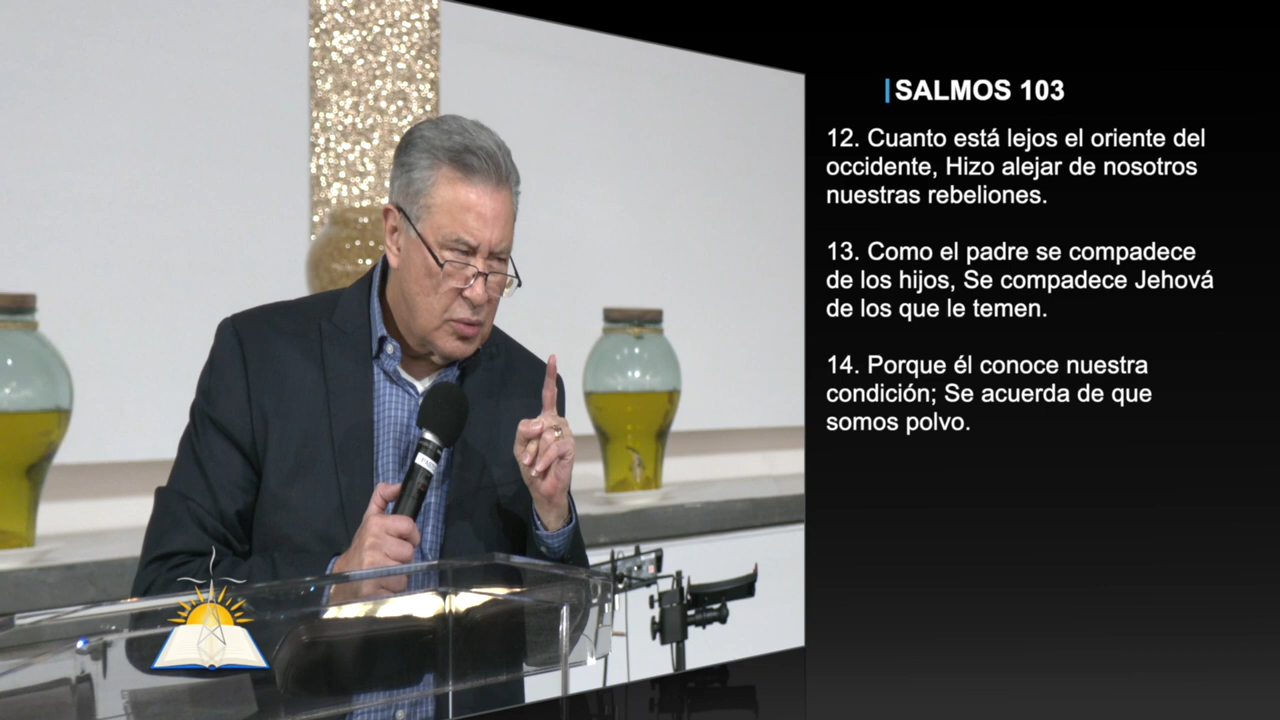 SALMOS 103
12. Cuanto está lejos el oriente del
occidente, Hizo alejar de nosotros
nuestras rebeliones.
13. Como el padre se compadece
de los hijos, Se compadece Jehová
de los que le temen.
14. Porque él conoce nuestra
condición; Se acuerda de que
somos polvo.